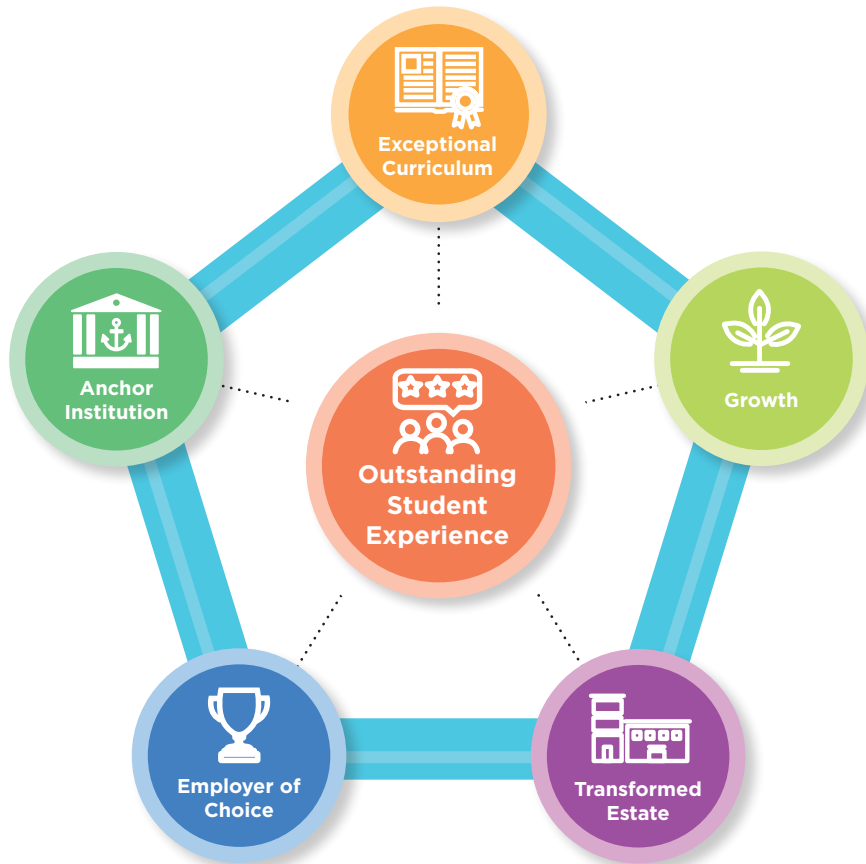 Exceptional
Curriculum
Anchor
Institution
Growth
Outstanding
Student
Experience
Employer of
Choice
Transformed
Estate